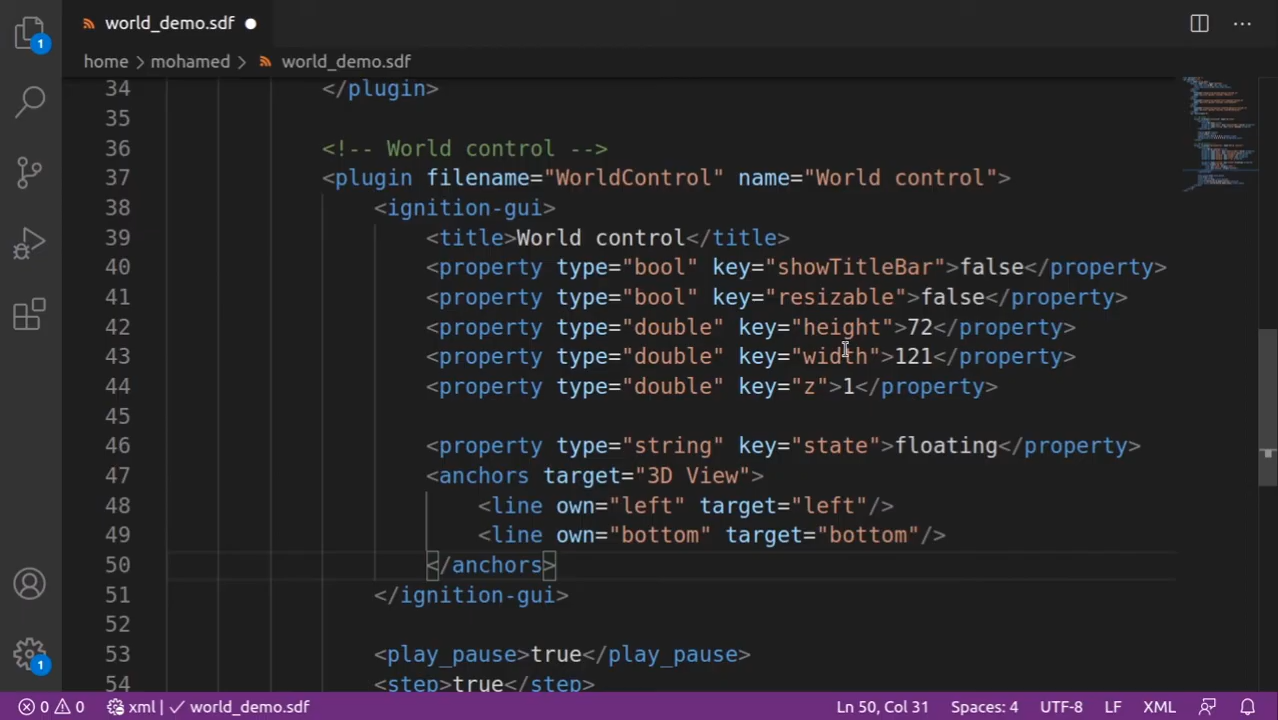 world_demo.sdf
1
home > mohamed > world_demo.sdf
34 </plugin>
35
36 <!-- World control -->
37 <plugin filename="WorldControl" name="World control">
38 <ignition-gui>
39 <title>World control</title>
40 <property type="bool" key="showTitleBar">false</property>
41 <property type="bool" key="resizable">false</property>
42 <property type="double" key="height">72</property>
43 <property type="double" key="width">121</property>
44 <property type="double" key="z">1</property>
45
46 <property type="string" key="state">floating</property>
47 <anchors target="3D View">
48 <line own="left" target="left"/>
49 <line own="bottom" target="bottom"/>
50 </anchors>
51 </ignition-gui>
52
53 <play_pause>true</play_pause>
54 <step>true</step>
1
0 0 xml | ✓ world_demo.sdf Ln 50, Col 31 Spaces: 4 UTF-8 LF XML